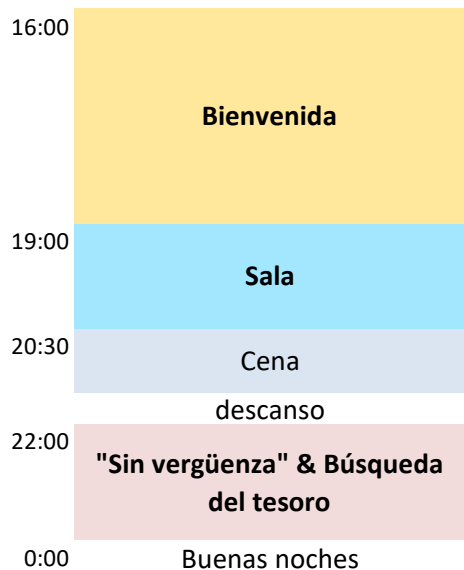 16:00
Bienvenida
19:00
Sala
20:30
Cena
descanso
22:00
"Sin vergüenza" & Búsqueda
del tesoro
0:00 Buenas noches